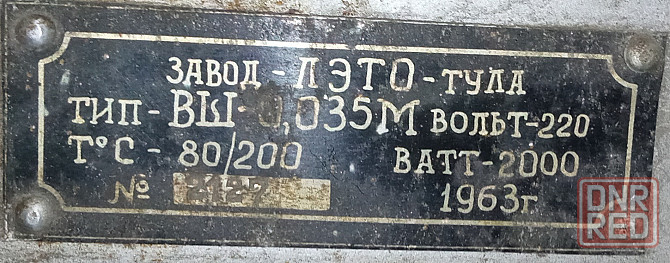 ЗАВОД - ЛЭТО - ТУЛА
ТИП - ВШ-0,035М ВОЛЬТ-220
Т°С - 80/200 ВАТТ-2000
№ 1963г.
DNR
RED